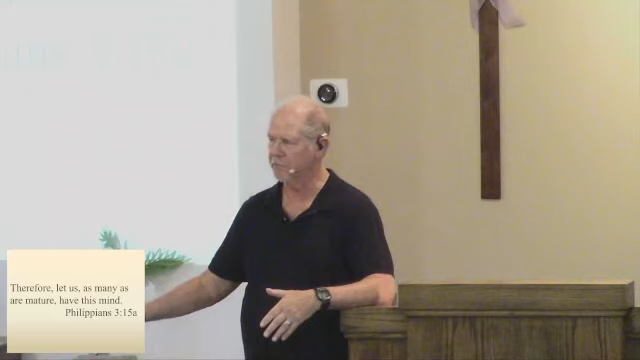 Therefore, let us, as many as
are mature, have this mind.
Philippians 3:15a